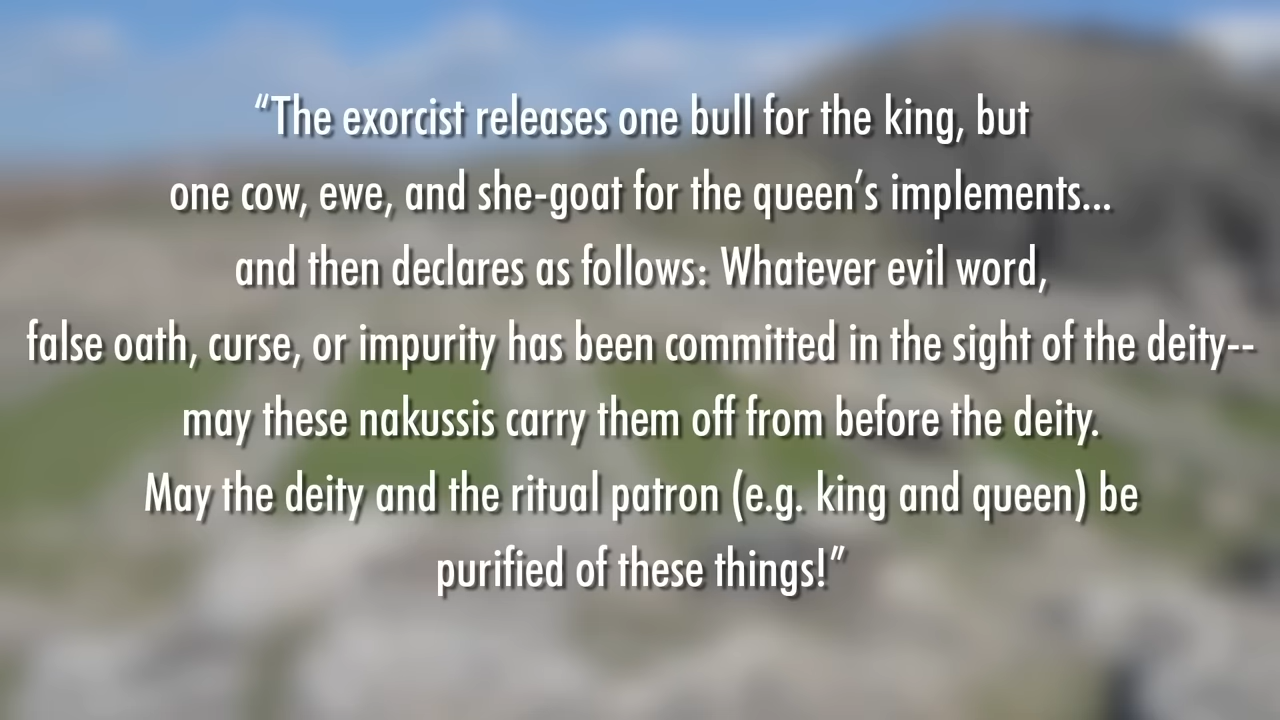 “The exorcist releases one bull for the king, but
one cow, ewe, and she-goat for the queen’s implements...
and then declares as follows: Whatever evil word,
false oath, curse, or impurity has been committed in the sight of the deity--
may these nakussis carry them off from before the deity.
May the deity and the ritual patron (e.g. king and queen) be
purified of these things!”